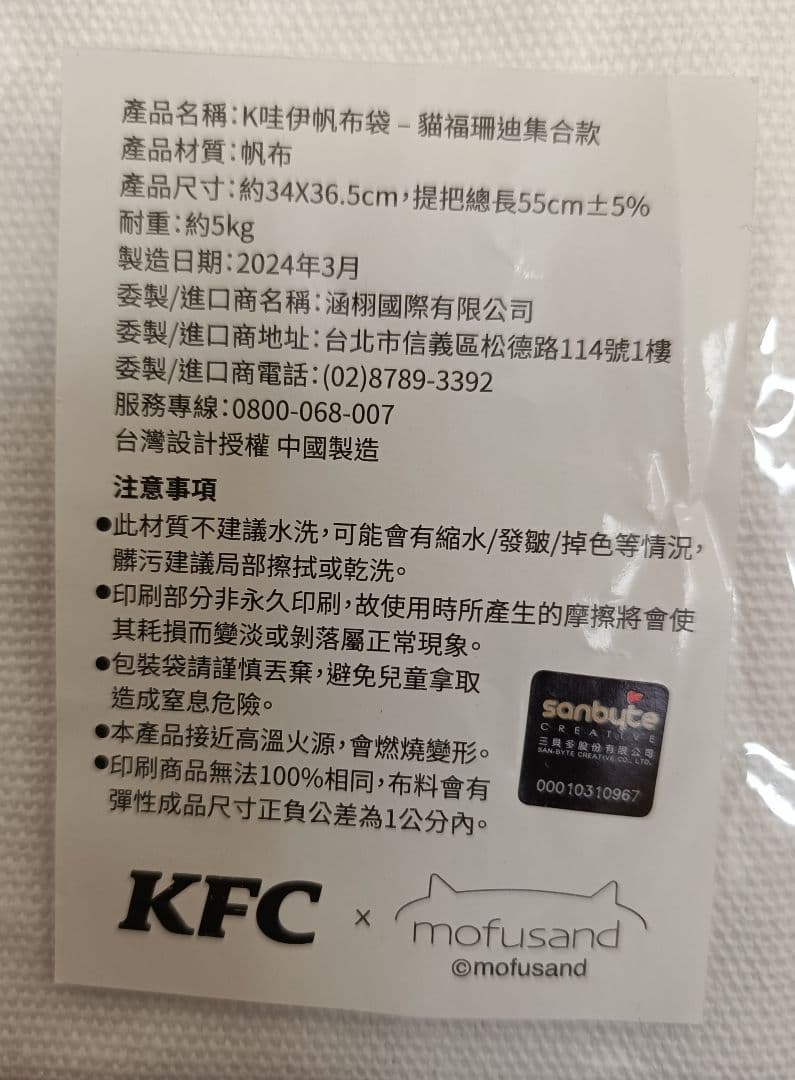 產品名稱:K哇伊帆布袋 – 貓福珊迪集合款
產品材質:帆布
產品尺寸:約34X36.5cm,提把總長55cm±5%
耐重:約5kg
製造日期:2024年3月
委製/進口商名稱:涵栩國際有限公司
委製/進口商地址:台北市信義區松德路114號1樓
委製/進口商電話:(02)8789-3392
服務專線:0800-068-007
台灣設計授權 中國製造
注意事項
●此材質不建議水洗,可能會有縮水/發皺/掉色等情況,
髒污建議局部擦拭或乾洗。
●印刷部分非永久印刷,故使用時所產生的摩擦將會使
其耗損而變淡或剝落屬正常現象。
●包裝袋請謹慎丟棄,避免兒童拿取
造成窒息危險。
●本產品接近高溫火源,會燃燒變形。
●印刷商品無法100%相同,布料會有
彈性成品尺寸正負公差為1公分內。
sanbyte
CREATIVE
三貝多股份有限公司
SAN-BYTE CREATIVE CO., LTD.
00010310967
KFC x mofusand
©mofusand